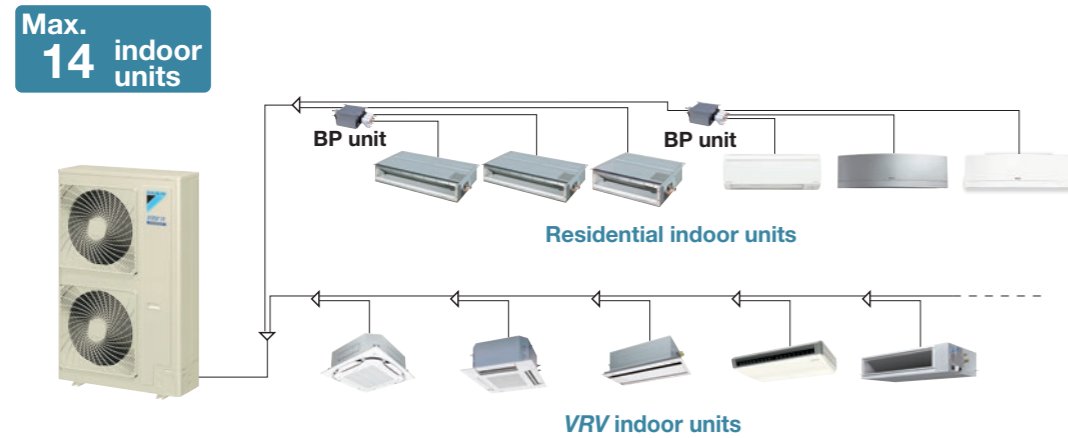 Max.
14 indoor
units
BP unit
BP unit
Residential indoor units
VRV indoor units